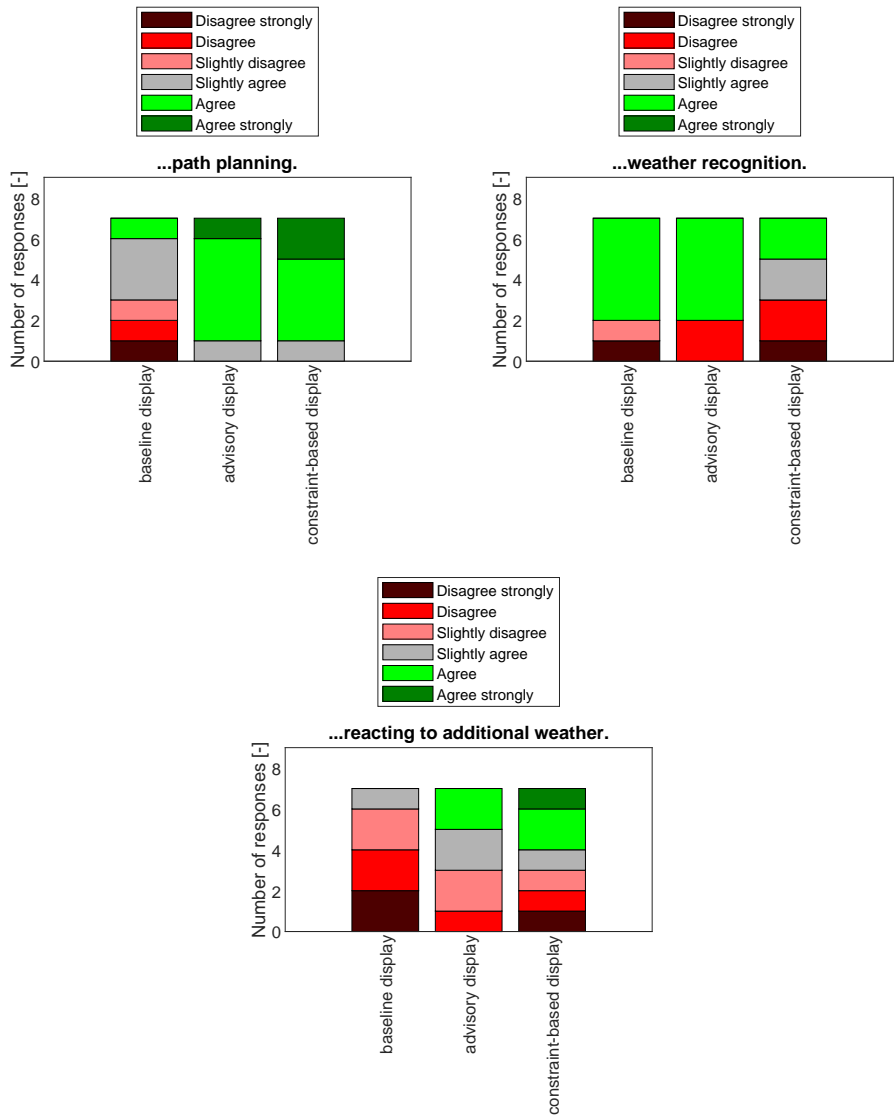 Disagree strongly
Disagree
Slightly disagree
Slightly agree
Agree
Agree strongly
...path planning.
Number of responses [-]
8
6
4
2
0
baseline display
advisory display
constraint-based display
Disagree strongly
Disagree
Slightly disagree
Slightly agree
Agree
Agree strongly
...weather recognition.
Number of responses [-]
8
6
4
2
0
baseline display
advisory display
constraint-based display
Disagree strongly
Disagree
Slightly disagree
Slightly agree
Agree
Agree strongly
...reacting to additional weather.
Number of responses [-]
8
6
4
2
0
baseline display
advisory display
constraint-based display